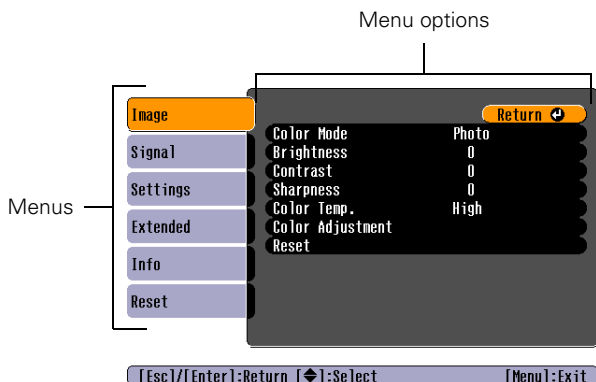 Menu options
Menus
Image
Signal
Settings
Extended
Info
Reset
Return
Color Mode Photo
Brightness 0
Contrast 0
Sharpness 0
Color Temp. High
Color Adjustment
Reset
[Esc]/[Enter]:Return [◆]:Select [Menu]:Exit